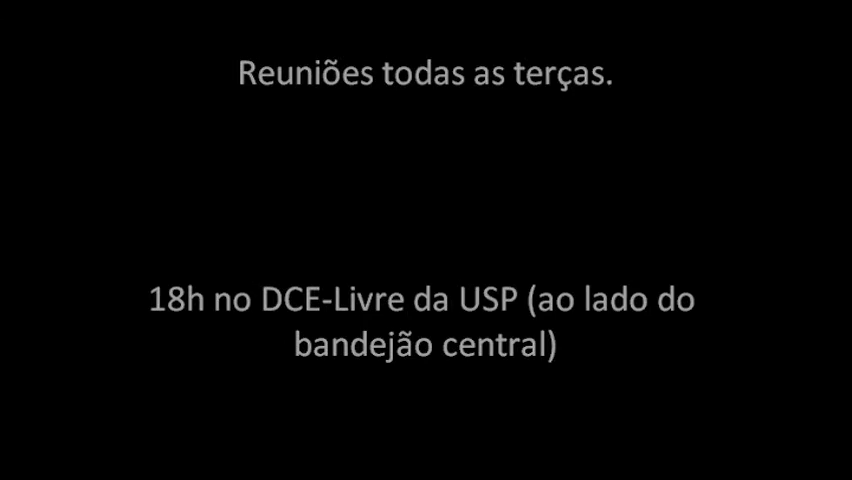 Reuniões todas as terças.
18h no DCE-Livre da USP (ao lado do
bandejão central)